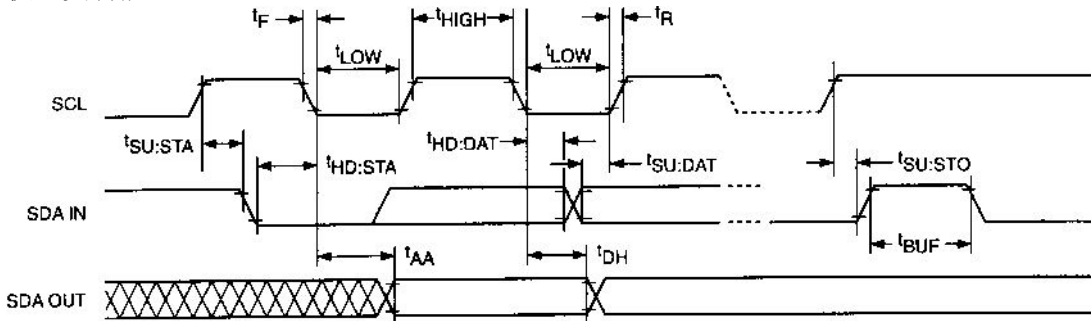 tF
tHIGH
tR
tLOW
tLOW
SCL
tSU:STA
tHD:STA
tHD:DAT
tSU:DAT
tSU:STO
SDA IN
tBUF
tAA
tDH
SDA OUT